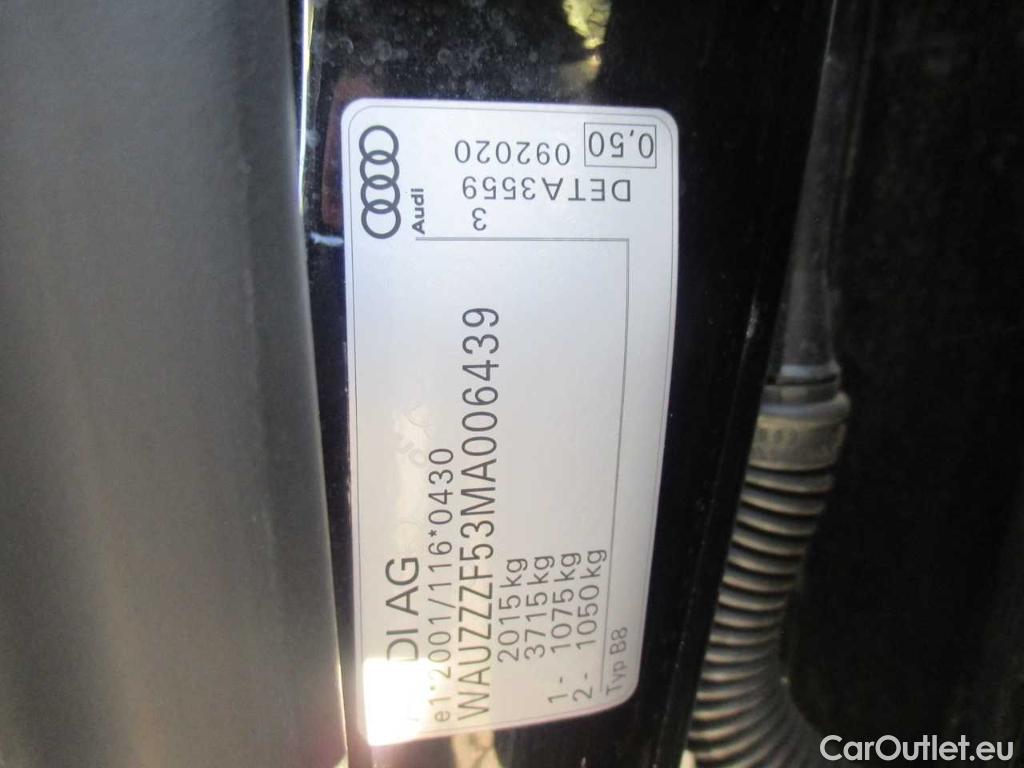 DI AG
e1*2001/116*0430
WAUZZZF53MA006439
2015kg
3715kg
1- 1075kg
2- 1050kg
Typ B8
Audi
3
DETA3559
092020
0,50
CarOutlet.eu